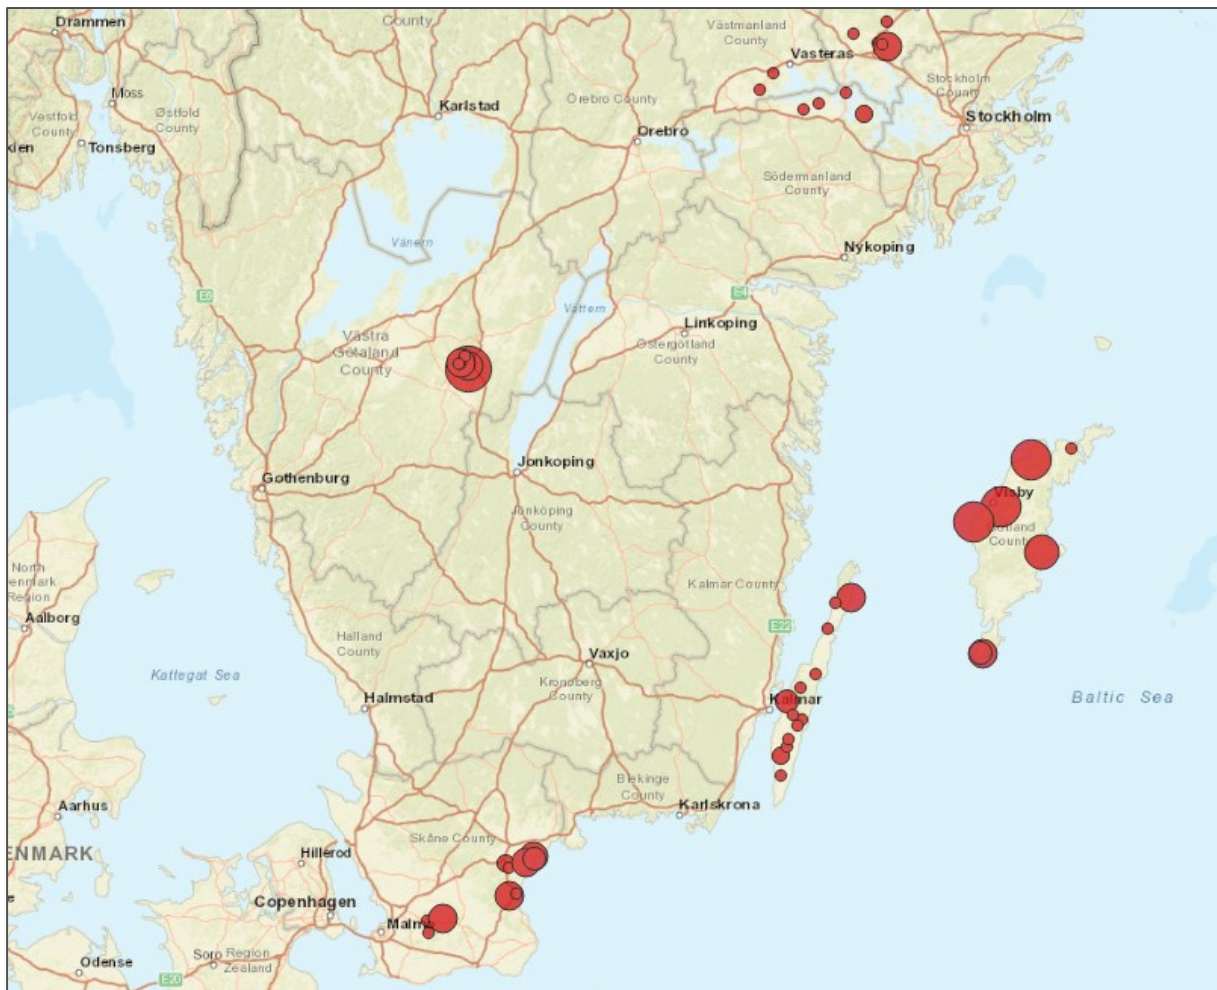 Drammen
County
Västmanland
County
Vasteras
Stockholm
County
Moss
Vestfold
County
Østfold
County
Karlstad
Örebro County
Stockholm
Tonsberg
Orebro
Södermanland
County
Vänern
Nykoping
E6
E4
Vättern
Linkoping
Västra
Götaland
County
Östergötland
County
Jonkoping
Gothenburg
Jönköping
County
Visby
Gotland
County
North
Denmark
Region
Kalmar County
Aalborg
Halland
County
E22
Kattegat Sea
Vaxjo
Kronoberg
County
Halmstad
Kalmar
Baltic Sea
Blekinge
County
Karlskrona
Aarhus
Skåne County
ENMARK
Hillerod
Copenhagen
Malmo
Soro
Region
Zealand
Odense
E20